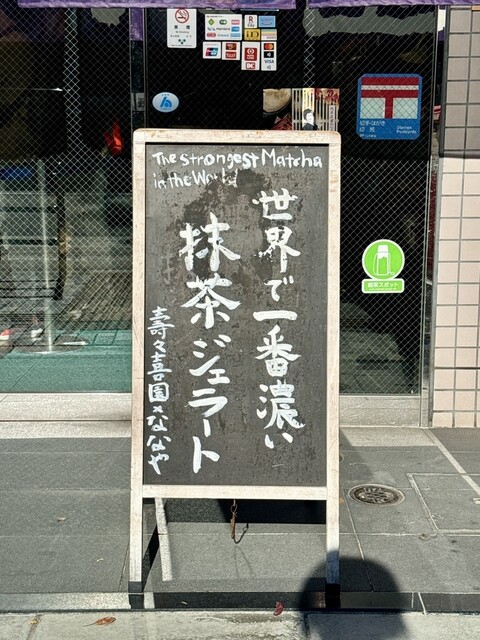 The strongest Matcha
in the World
世界で一番濃い
抹茶ジェラート
壽々喜園×ななや